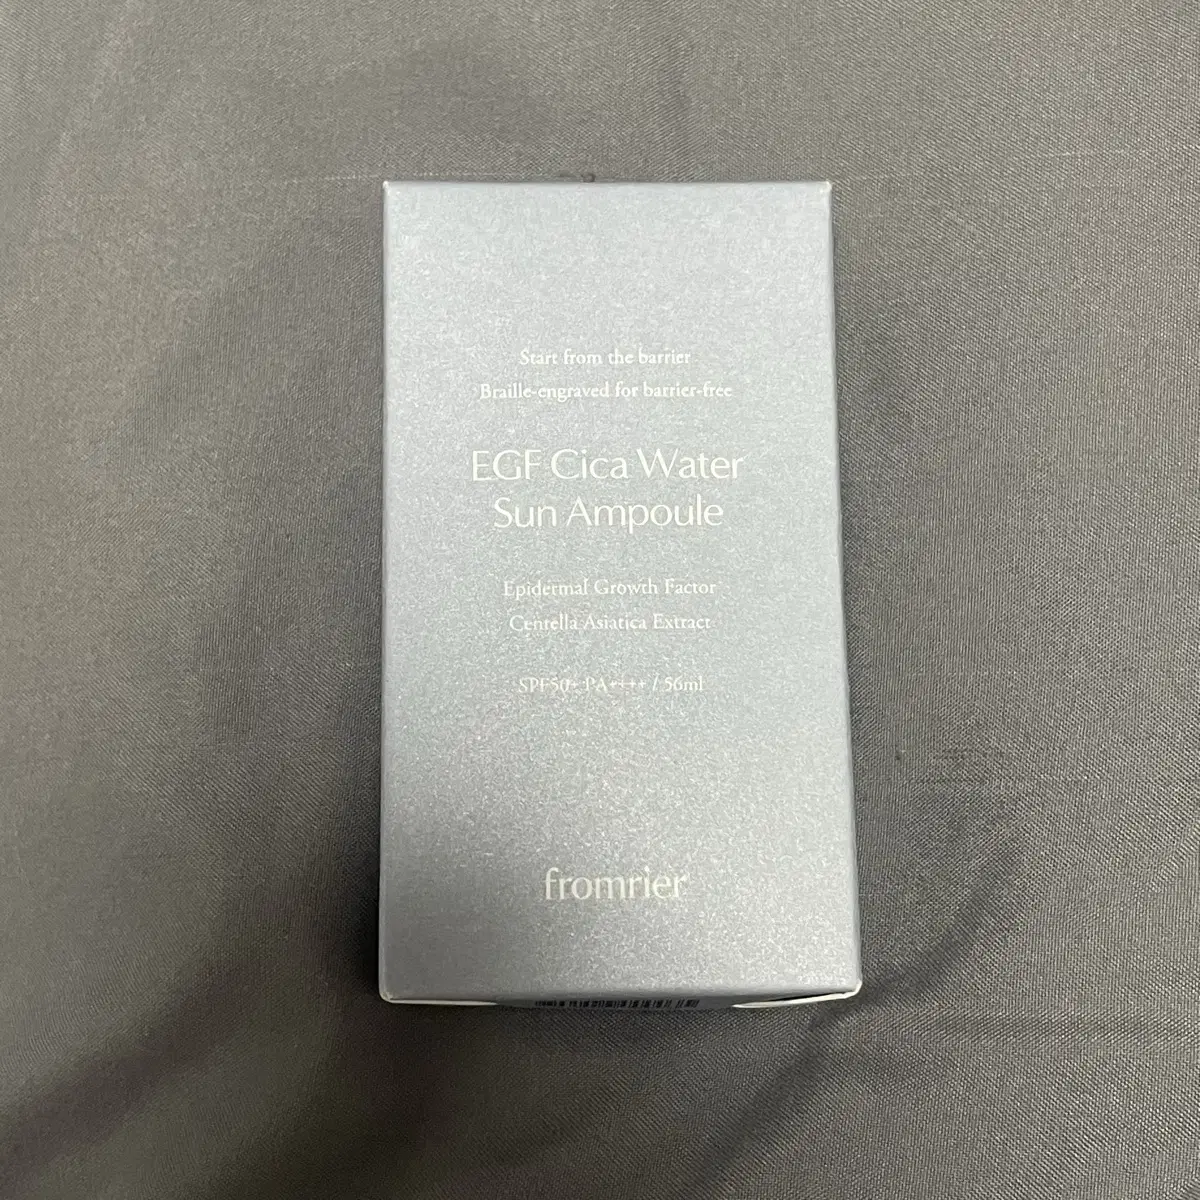 Start from the barrier
Braille-engraved for barrier-free
EGF Cica Water
Sun Ampoule
Epidermal Growth Factor
Centella Asiatica Extract
SPF50+ PA++++ / 56ml
fromrier